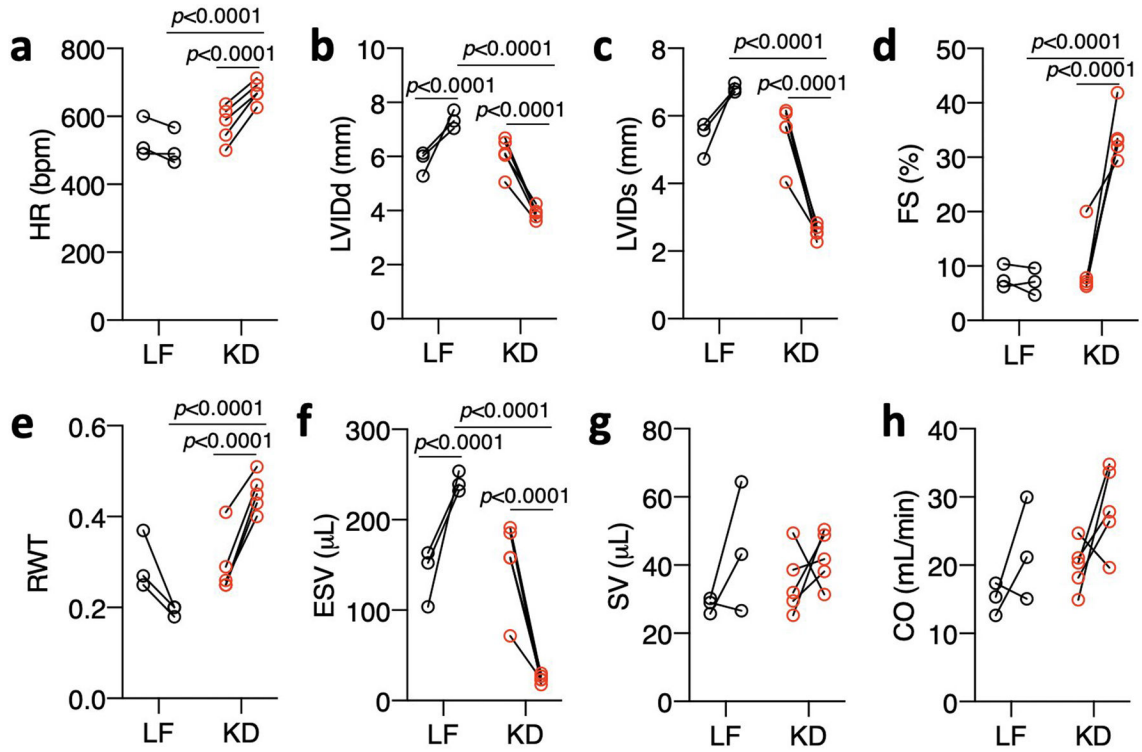 a
p<0.0001
p<0.0001
HR (bpm)
800
600
400
200
0
LF KD
b
p<0.0001
p<0.0001
p<0.0001
LVIDd (mm)
10
8
6
4
2
0
LF KD
c
p<0.0001
p<0.0001
LVIDs (mm)
8
6
4
2
0
LF KD
d
p<0.0001
p<0.0001
FS (%)
50
40
30
20
10
0
LF KD
e
p<0.0001
p<0.0001
RWT
0.6
0.4
0.2
0.0
LF KD
f
p<0.0001
p<0.0001
p<0.0001
ESV (µL)
300
200
100
0
LF KD
g
SV (µL)
80
60
40
20
0
LF KD
h
CO (mL/min)
40
30
20
10
0
LF KD